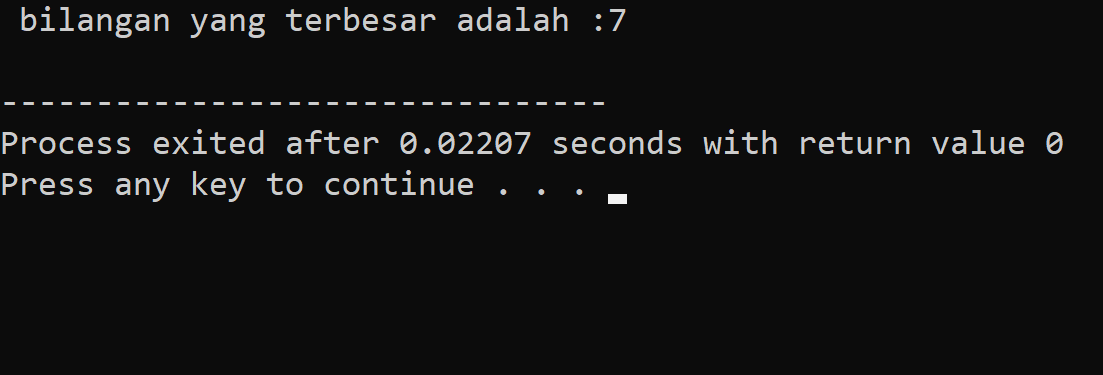 bilangan yang terbesar adalah :7
--------------------------------
Process exited after 0.02207 seconds with return value 0
Press any key to continue . . .